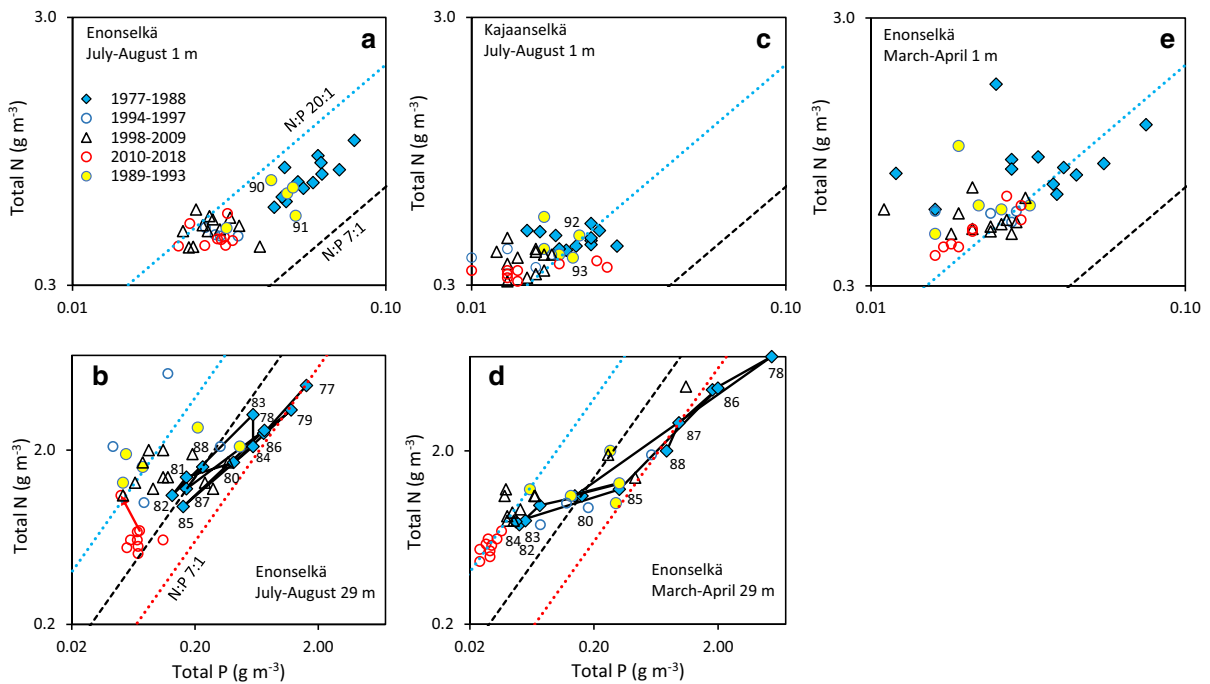 3.0
Enonselkä
July-August 1 m
a
1977-1988
1994-1997
1998-2009
2010-2018
1989-1993
N:P 20:1
N:P 7:1
90
91
Total N (g m⁻³)
0.3
0.01
0.10
3.0
Kajaanselkä
July-August 1 m
c
92
93
Total N (g m⁻³)
0.3
0.01
0.10
3.0
Enonselkä
March-April 1 m
e
Total N (g m⁻³)
0.3
0.01
0.10
b
77
83
78
79
88
86
84
81
80
82
87
85
N:P 7:1
Enonselkä
July-August 29 m
Total N (g m⁻³)
2.0
0.2
0.02
0.20
2.00
Total P (g m⁻³)
d
78
86
87
88
85
80
83
84
82
Enonselkä
March-April 29 m
Total N (g m⁻³)
2.0
0.2
0.02
0.20
2.00
Total P (g m⁻³)